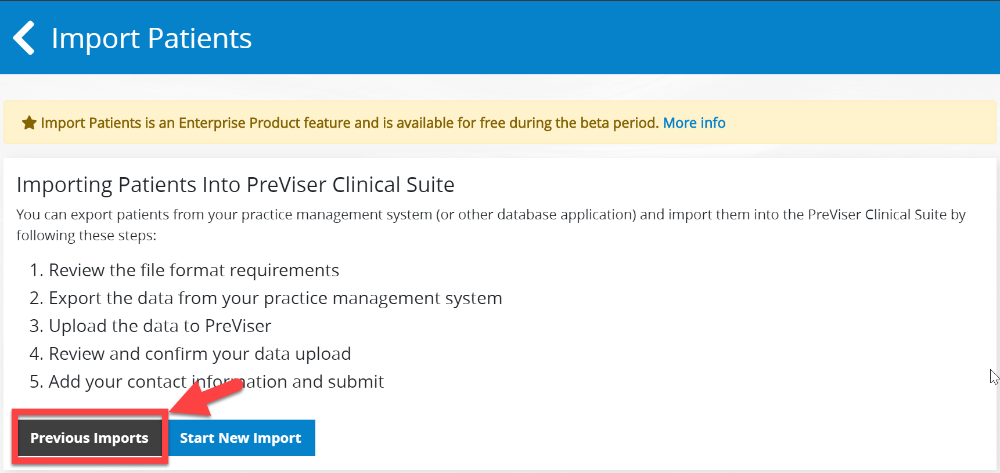 Import Patients
Import Patients is an Enterprise Product feature and is available for free during the beta period. More info
Importing Patients Into PreViser Clinical Suite
You can export patients from your practice management system (or other database application) and import them into the PreViser Clinical Suite by
following these steps:
1. Review the file format requirements
2. Export the data from your practice management system
3. Upload the data to PreViser
4. Review and confirm your data upload
5. Add your contact information and submit
Previous Imports Start New Import